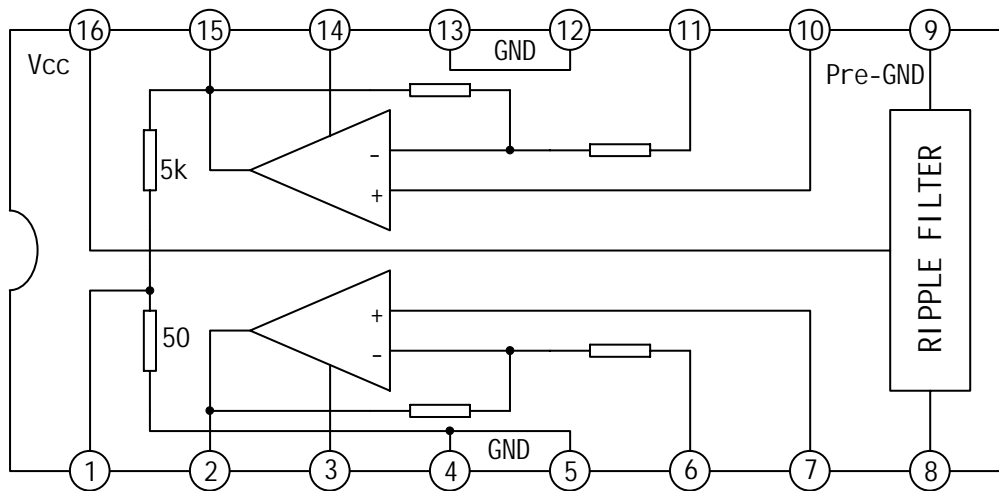 16 15 14 13 12 11 10 9
Vcc GND Pre-GND
-
5k
+
RIPPLE FILTER
+
50
-
GND
1 2 3 4 5 6 7 8